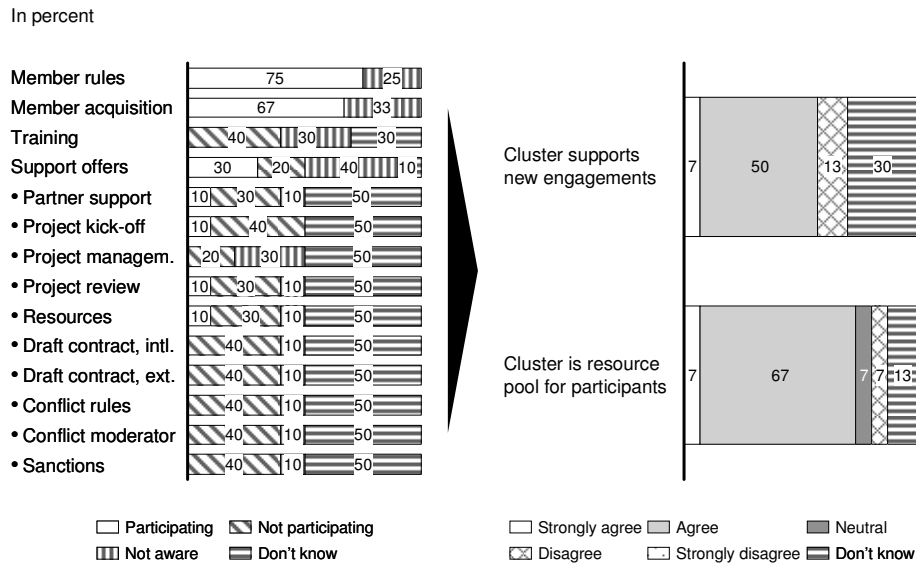 In percent
Member rules 75 25
Member acquisition 67 33
Training 40 30 30
Support offers 30 20 40 10
• Partner support 10 30 10 50
• Project kick-off 10 40 50
• Project managem. 20 30 50
• Project review 10 30 10 50
• Resources 10 30 10 50
• Draft contract, intl. 40 10 50
• Draft contract, ext. 40 10 50
• Conflict rules 40 10 50
• Conflict moderator 40 10 50
• Sanctions 40 10 50
Participating Not participating
Not aware Don't know
Cluster supports
new engagements
7 50 13 30
Cluster is resource
pool for participants
7 67 7 7 13
Strongly agree Agree Neutral
Disagree Strongly disagree Don't know